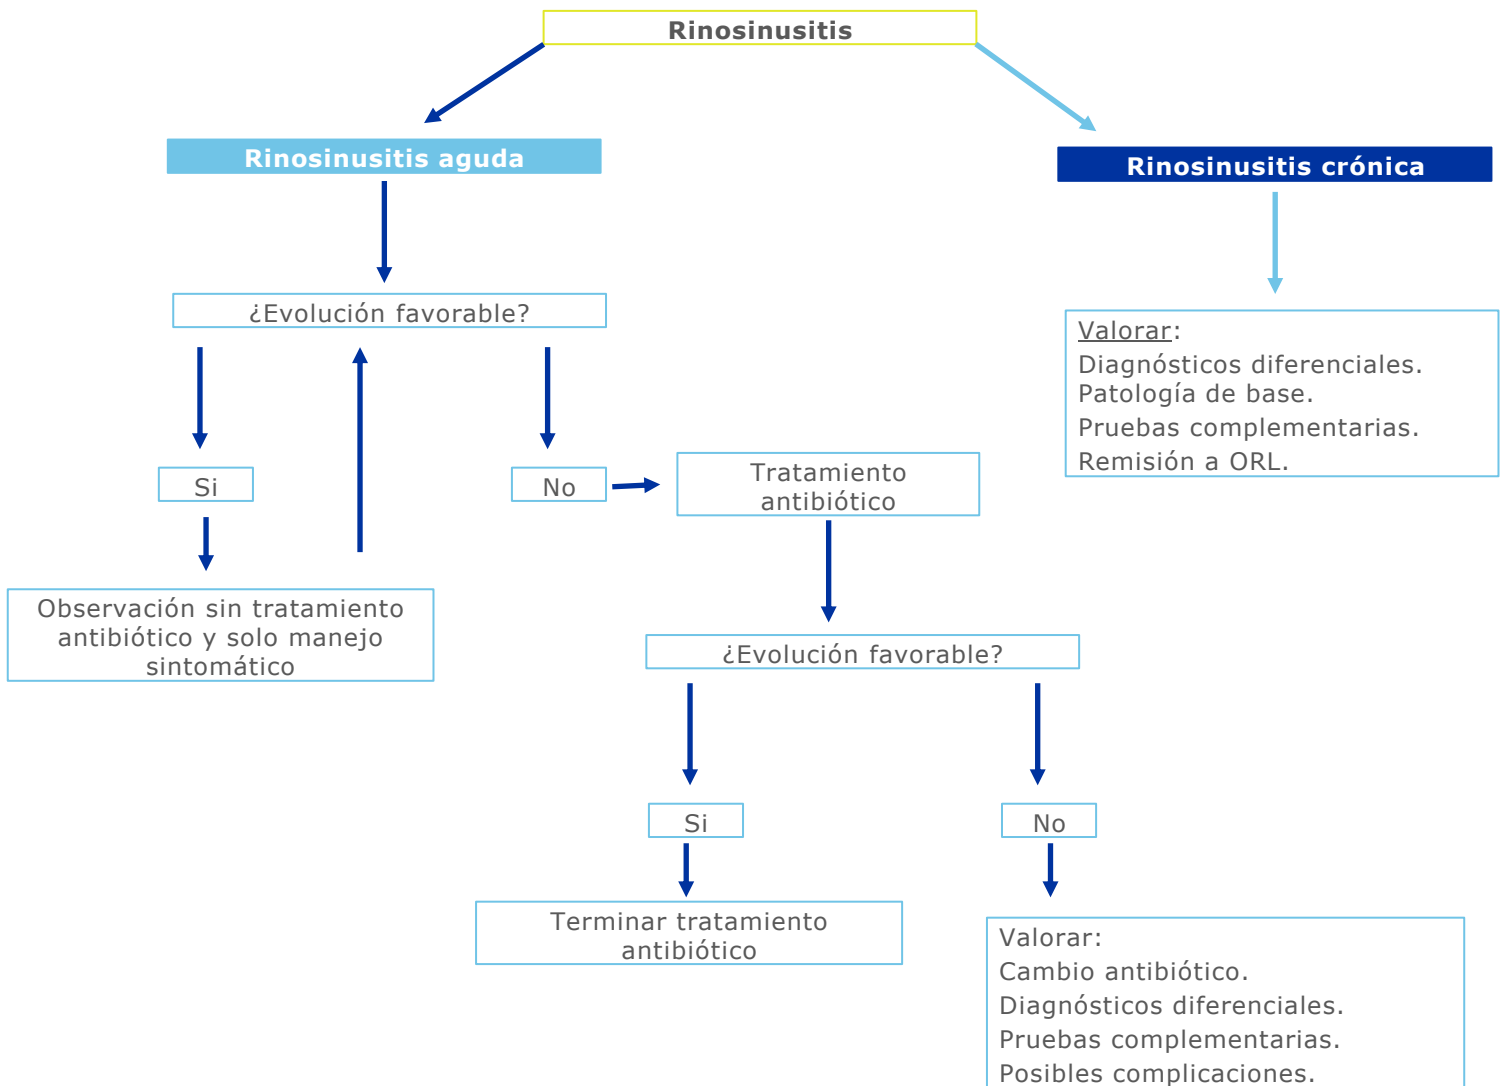 Rinosinusitis
Rinosinusitis aguda
Rinosinusitis crónica
¿Evolución favorable?
Valorar:
Diagnósticos diferenciales.
Patología de base.
Pruebas complementarias.
Remisión a ORL.
Si
No
Tratamiento
antibiótico
Observación sin tratamiento
antibiótico y solo manejo
sintomático
¿Evolución favorable?
Si
No
Terminar tratamiento
antibiótico
Valorar:
Cambio antibiótico.
Diagnósticos diferenciales.
Pruebas complementarias.
Posibles complicaciones.